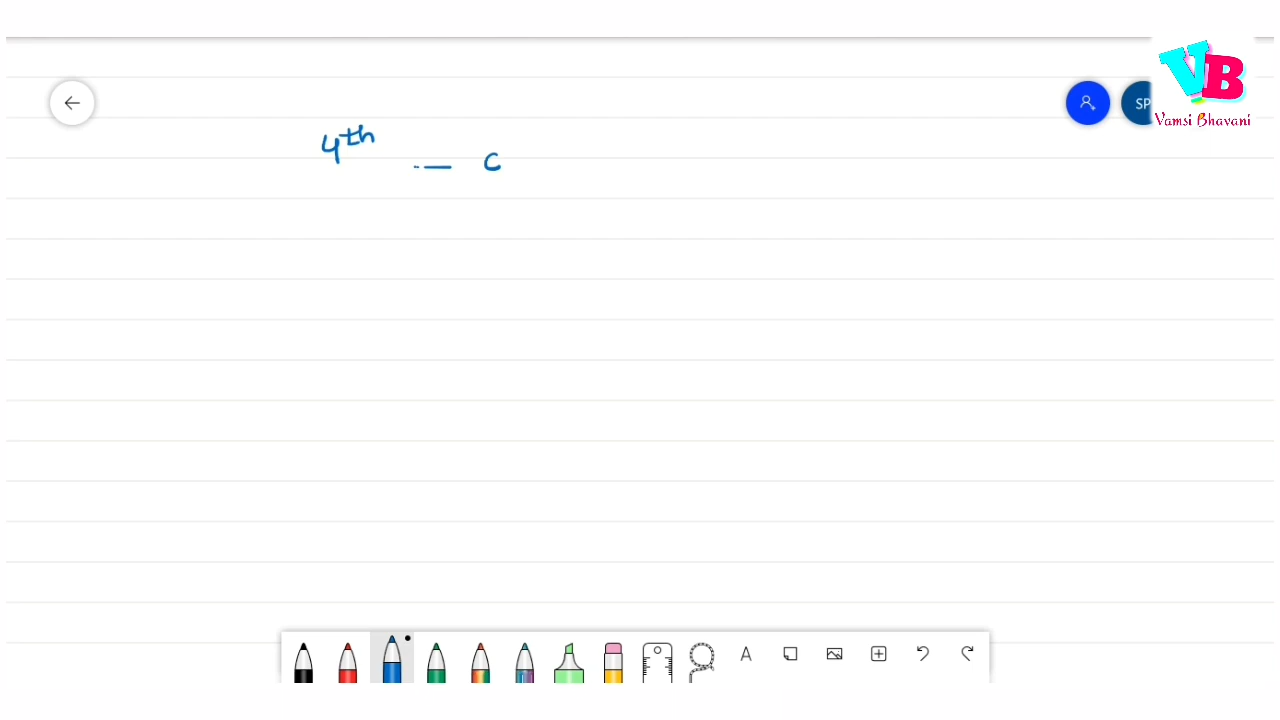 VB
SP
Vamsi Bhavani
4th — c
A